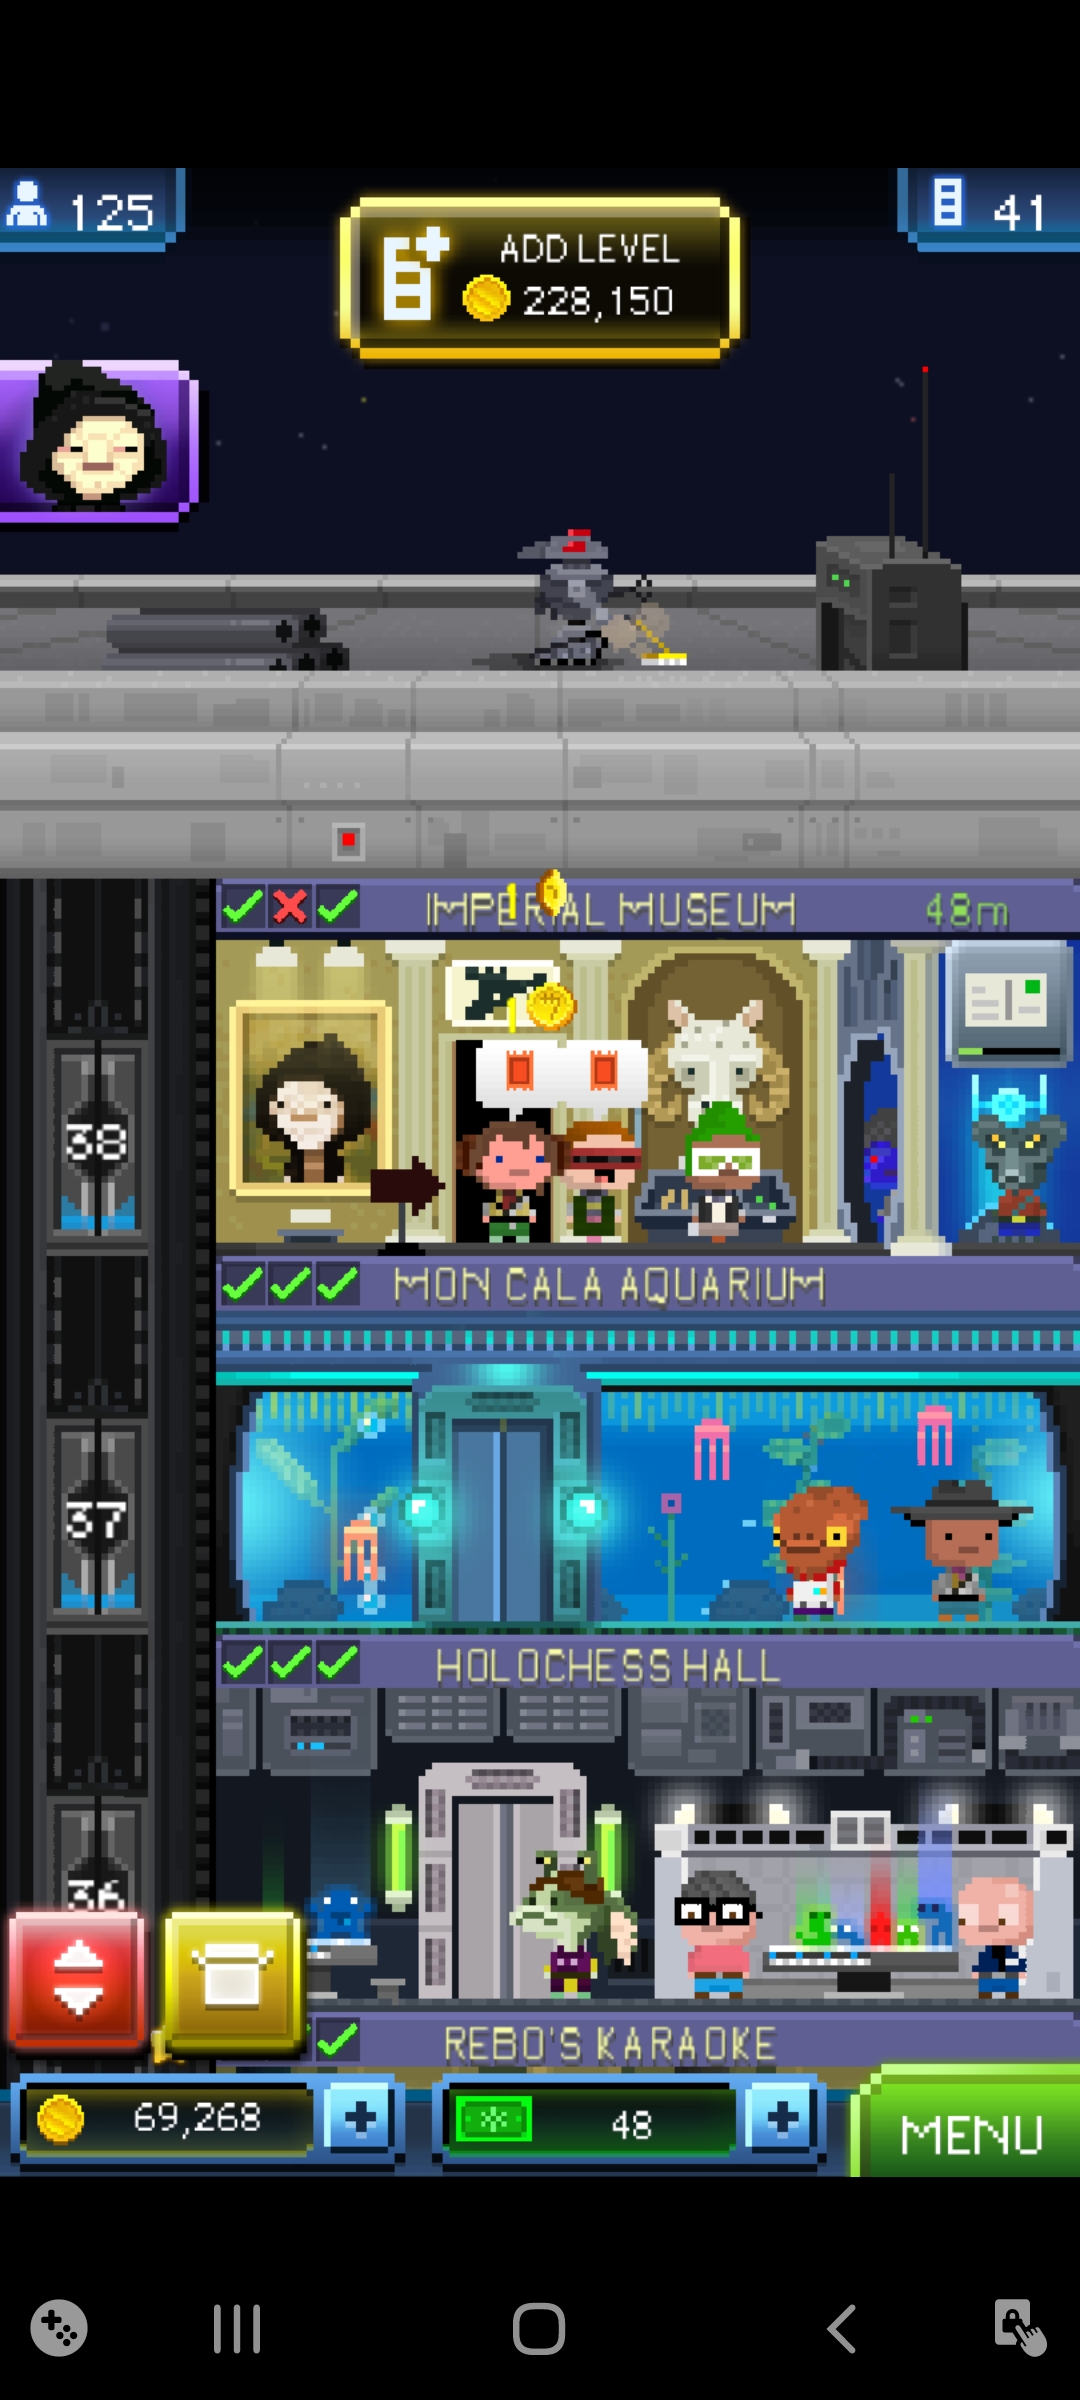 125
ADD LEVEL
228,150
41
IMPERIAL MUSEUM
48m
38
MON CALA AQUARIUM
37
HOLOCHESS HALL
36
REBO'S KARAOKE
69,268
48
MENU